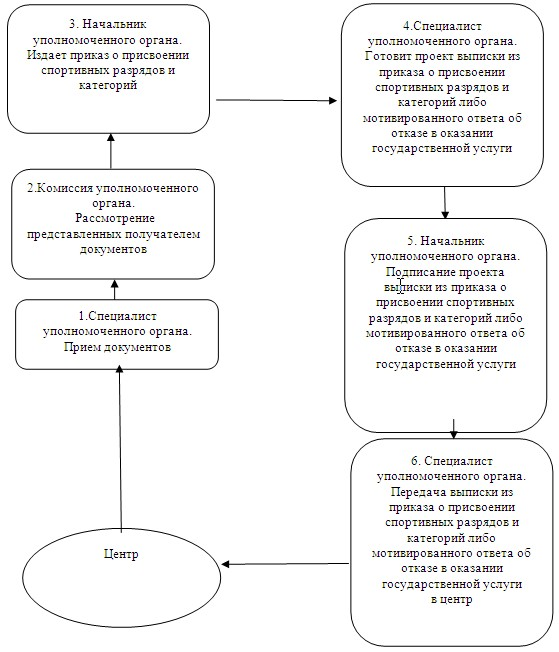 3. Начальник
уполномоченного органа.
Издает приказ о присвоении
спортивных разрядов и
категорий
4.Специалист
уполномоченного органа.
Готовит проект выписки из
приказа о присвоении
спортивных разрядов и
категорий либо
мотивированного ответа об
отказе в оказании
государственной услуги
2.Комиссия уполномоченного
органа.
Рассмотрение
представленных получателем
документов
5. Начальник
уполномоченного органа.
Подписание проекта
выписки из приказа о
присвоении спортивных
разрядов и категорий либо
мотивированного ответа об
отказе в оказании
государственной услуги
1.Специалист
уполномоченного органа.
Прием документов
6. Специалист
уполномоченного органа.
Передача выписки из
приказа о присвоении
спортивных разрядов и
категорий либо
мотивированного ответа об
отказе в оказании
государственной услуги
в центр
Центр